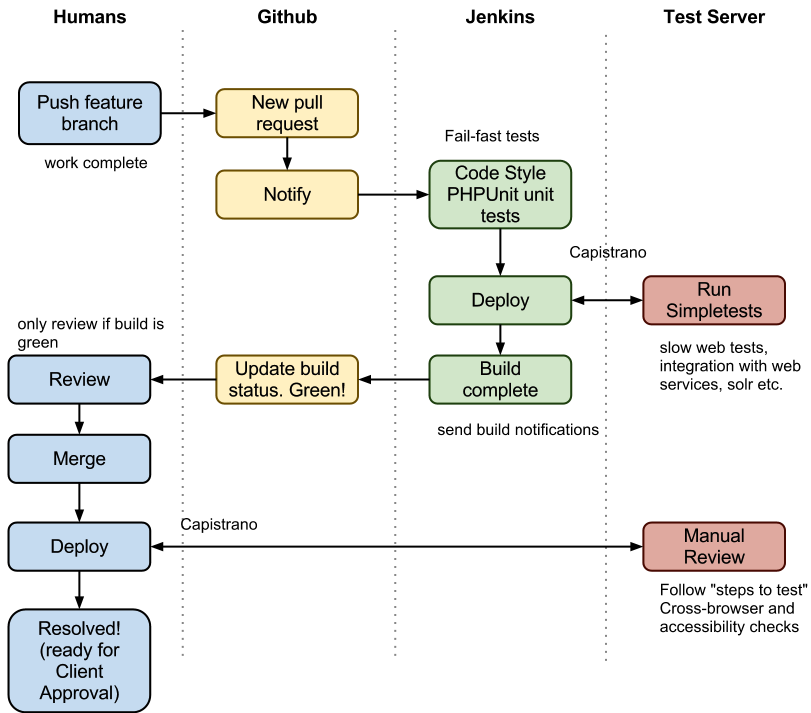 Humans
Github
Jenkins
Test Server
Push feature
branch
work complete
New pull
request
Notify
Fail-fast tests
Code Style
PHPUnit unit
tests
Capistrano
Deploy
Run
Simpletests
slow web tests,
integration with web
services, solr etc.
only review if build is
green
Review
Update build
status. Green!
Build
complete
send build notifications
Merge
Capistrano
Deploy
Manual
Review
Follow "steps to test"
Cross-browser and
accessibility checks
Resolved!
(ready for
Client
Approval)